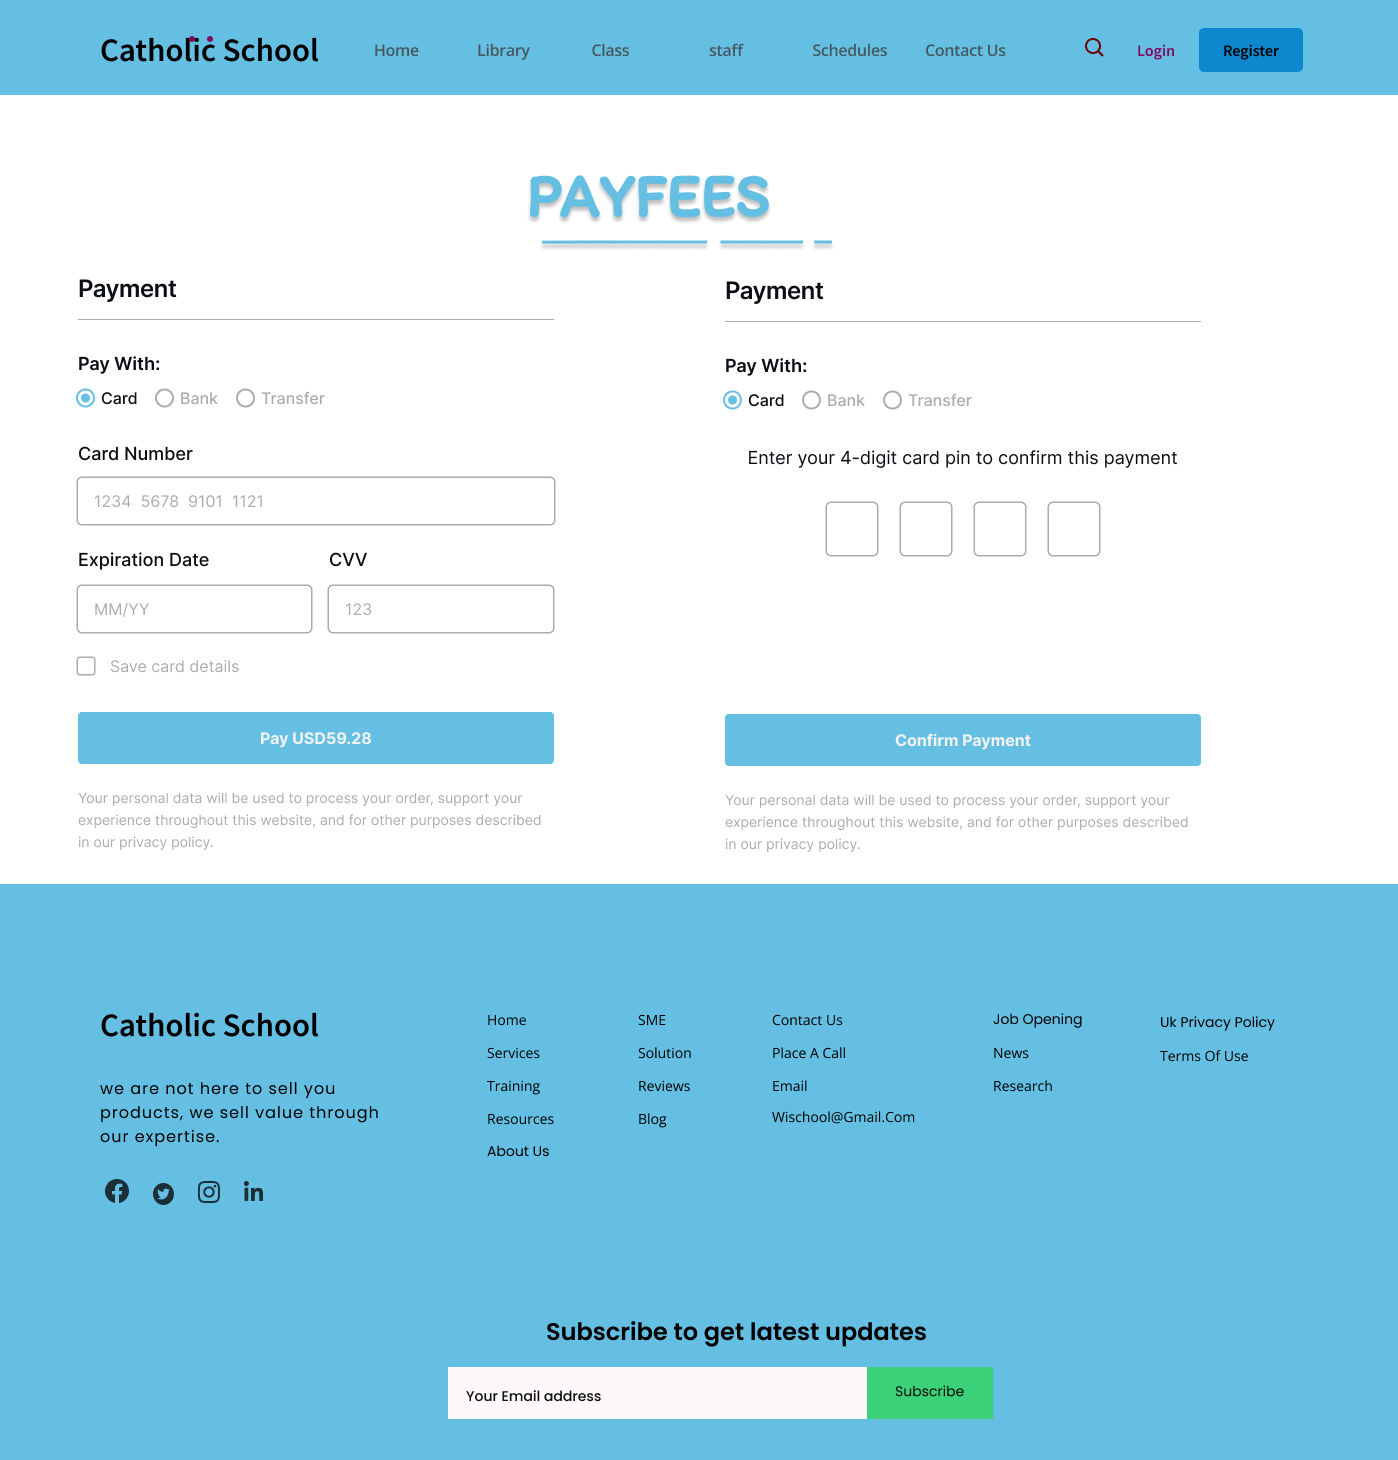 Catholic School
Home
Library
Class
staff
Schedules
Contact Us
Login
Register
PAYFEES
Payment
Pay With:
Card
Bank
Transfer
Card Number
1234 5678 9101 1121
Expiration Date
CVV
MM/YY
123
Save card details
Pay USD59.28
Your personal data will be used to process your order, support your
experience throughout this website, and for other purposes described
in our privacy policy.
Payment
Pay With:
Card
Bank
Transfer
Enter your 4-digit card pin to confirm this payment
Confirm Payment
Your personal data will be used to process your order, support your
experience throughout this website, and for other purposes described
in our privacy policy.
Catholic School
we are not here to sell you
products, we sell value through
our expertise.
Home
Services
Training
Resources
About Us
SME
Solution
Reviews
Blog
Contact Us
Place A Call
Email
Wischool@Gmail.Com
Job Opening
News
Research
Uk Privacy Policy
Terms Of Use
Subscribe to get latest updates
Your Email address
Subscribe